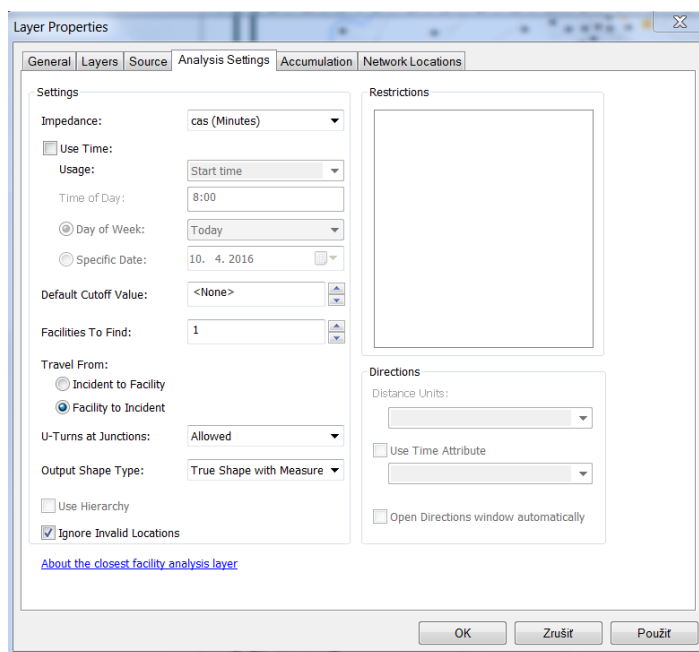 Layer Properties
General Layers Source Analysis Settings Accumulation Network Locations
Settings
Impedance: cas (Minutes)
Use Time:
Usage: Start time
Time of Day: 8:00
Day of Week: Today
Specific Date: 10. 4. 2016
Default Cutoff Value: <None>
Facilities To Find: 1
Travel From:
Incident to Facility
Facility to Incident
U-Turns at Junctions: Allowed
Output Shape Type: True Shape with Measure
Use Hierarchy
Ignore Invalid Locations
About the closest facility analysis layer
Restrictions
Directions
Distance Units:
Use Time Attribute
Open Directions window automatically
OK Zrušiť Použiť